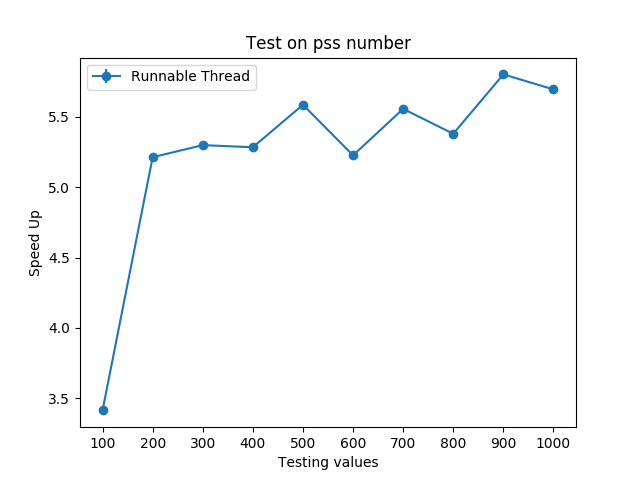 Test on pss number
Runnable Thread
Speed Up
5.5
5.0
4.5
4.0
3.5
100 200 300 400 500 600 700 800 900 1000
Testing values